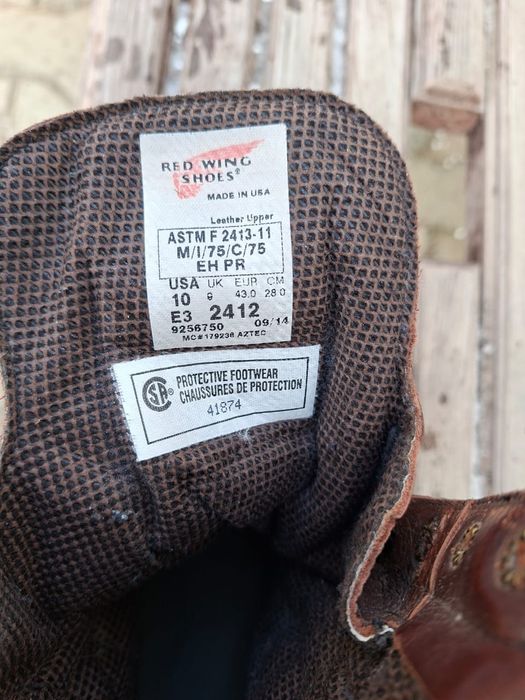 RED WING
SHOES®
MADE IN USA
Leather Upper
ASTM F 2413-11
M/I/75/C/75
EH PR
USA UK EUR CM
10 9 43.0 28.0
E3 2412
9256750 09/14
MC#179236 AZTEC
CSA® PROTECTIVE FOOTWEAR
CHAUSSURES DE PROTECTION
41874